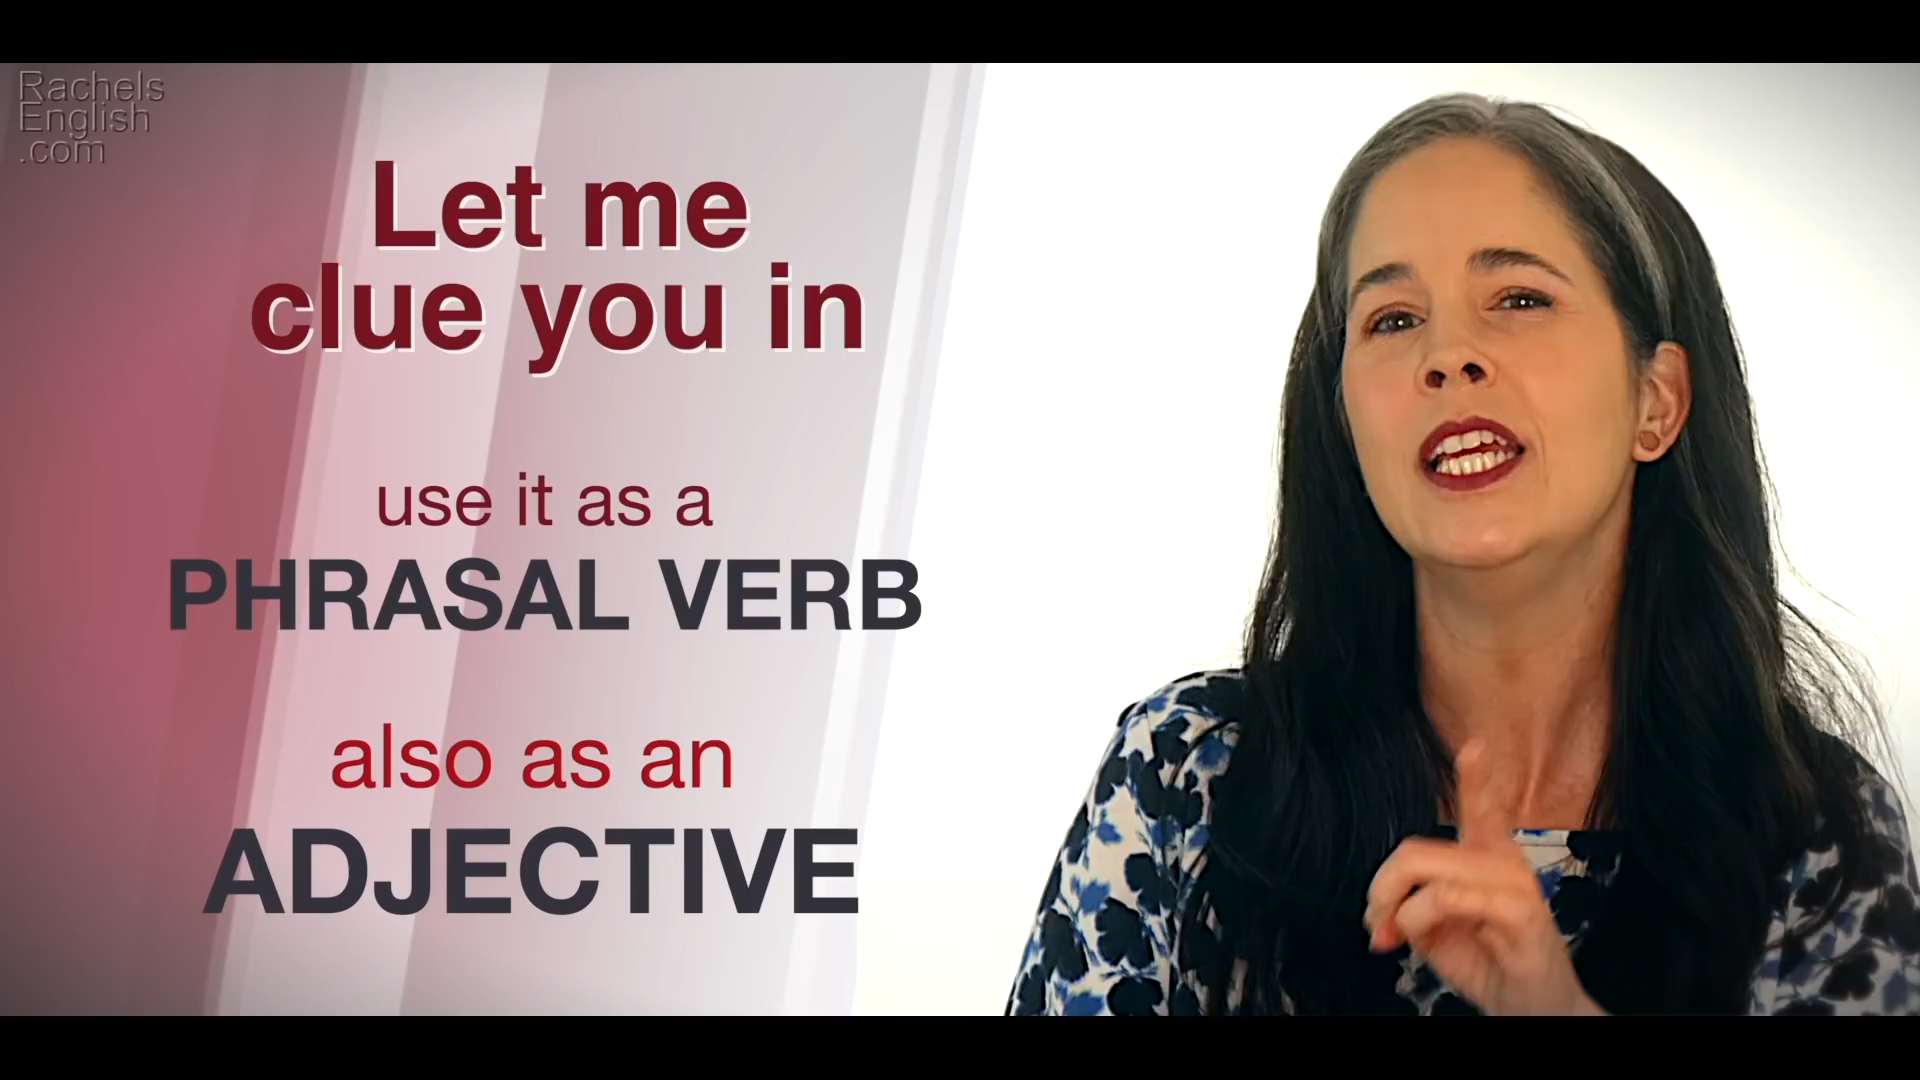 Rachels
English
.com
Let me
clue you in
use it as a
PHRASAL VERB
also as an
ADJECTIVE